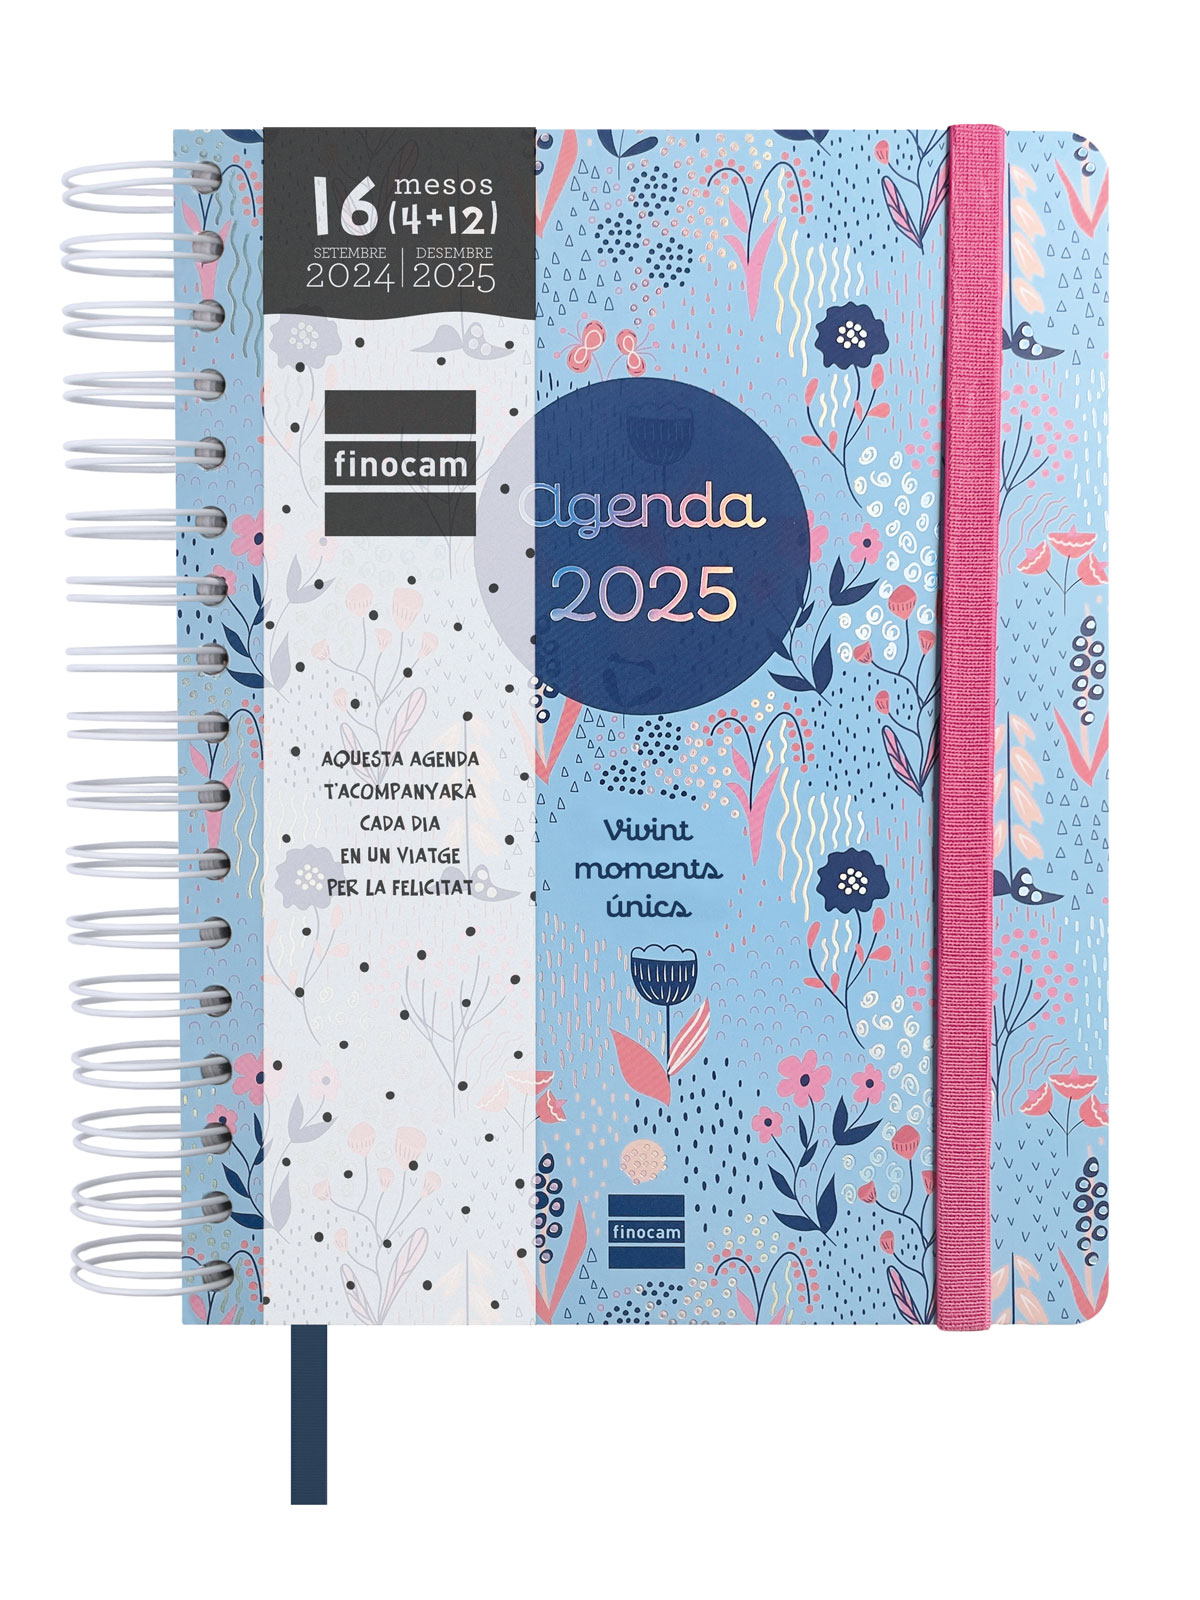 16 mesos
(4+12)
SETEMBRE
2024
DESEMBRE
2025
finocam
agenda
2025
AQUESTA AGENDA
T'ACOMPANYARÀ
CADA DIA
EN UN VIATGE
PER LA FELICITAT
Vivint
moments
únics
finocam